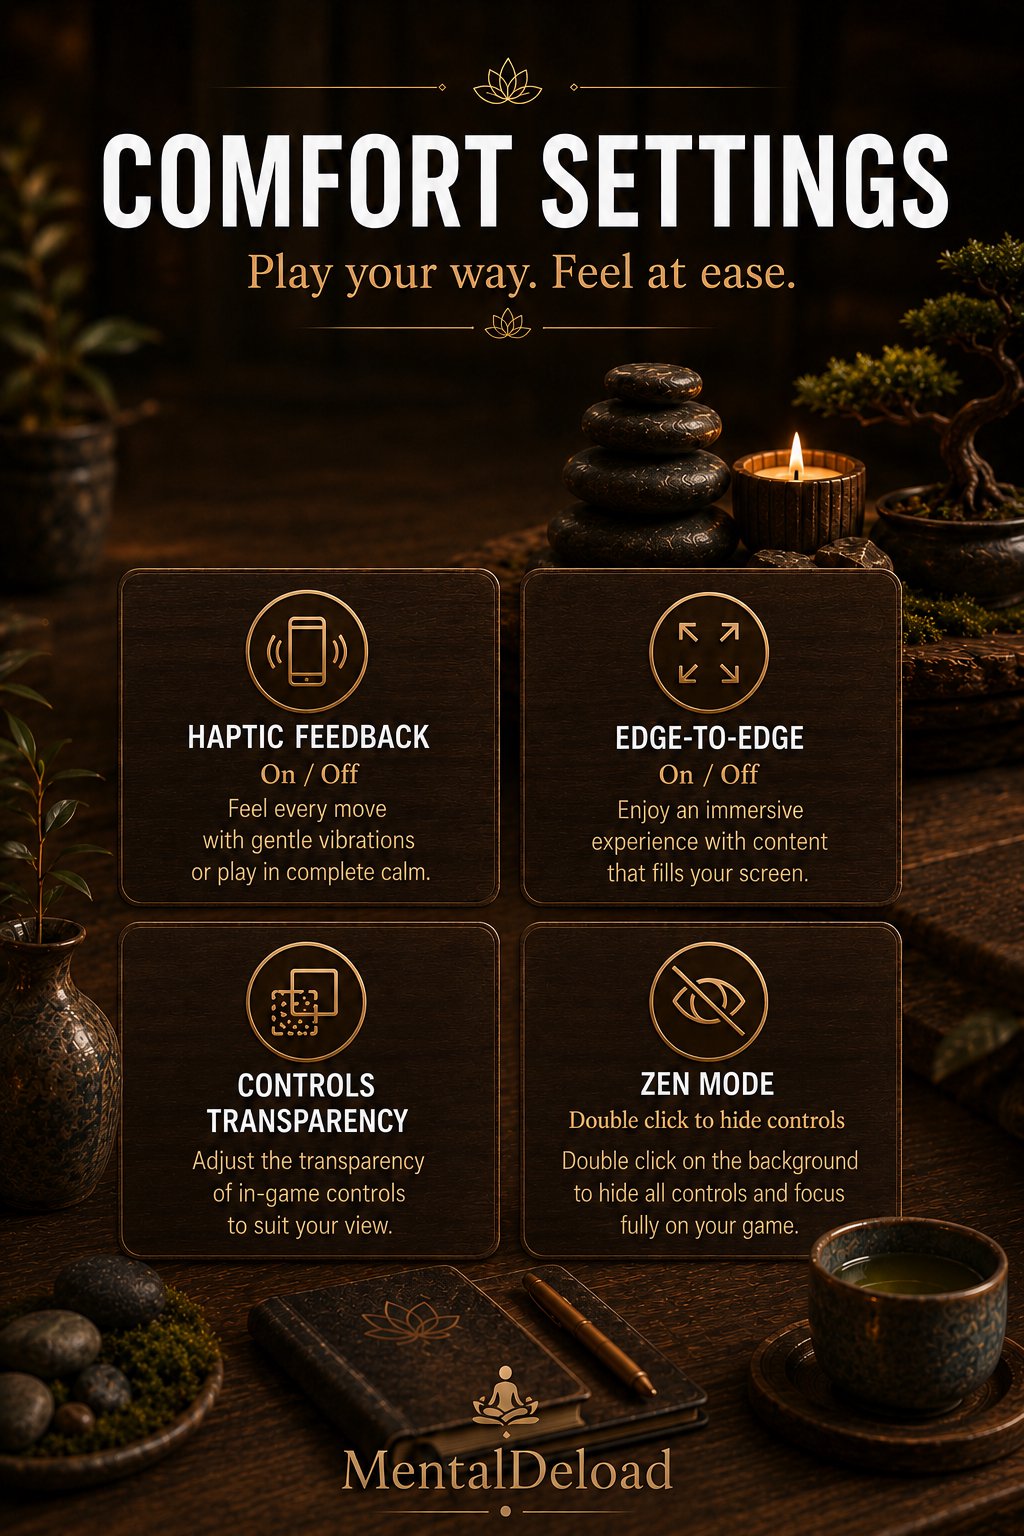 COMFORT SETTINGS
Play your way. Feel at ease.
HAPTIC FEEDBACK
On / Off
Feel every move
with gentle vibrations
or play in complete calm.
EDGE-TO-EDGE
On / Off
Enjoy an immersive
experience with content
that fills your screen.
CONTROLS
TRANSPARENCY
Adjust the transparency
of in-game controls
to suit your view.
ZEN MODE
Double click to hide controls
Double click on the background
to hide all controls and focus
fully on your game.
MentalDeload